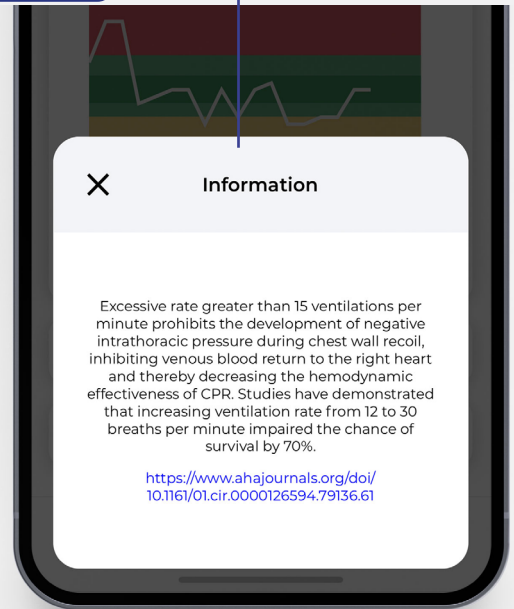 Information
Excessive rate greater than 15 ventilations per
minute prohibits the development of negative
intrathoracic pressure during chest wall recoil,
inhibiting venous blood return to the right heart
and thereby decreasing the hemodynamic
effectiveness of CPR. Studies have demonstrated
that increasing ventilation rate from 12 to 30
breaths per minute impaired the chance of
survival by 70%.
https://www.ahajournals.org/doi/
10.1161/01.cir.0000126594.79136.61